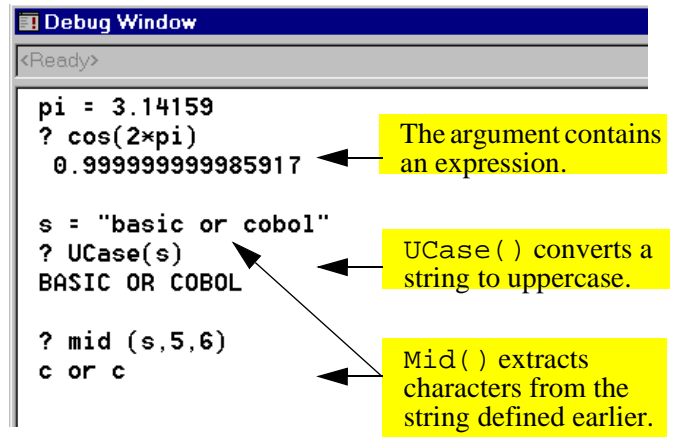 Debug Window
<Ready>
pi = 3.14159
? cos(2*pi)
0.999999999985917
The argument contains
an expression.
s = "basic or cobol"
? UCase(s)
BASIC OR COBOL
UCase() converts a
string to uppercase.
? mid (s,5,6)
c or c
Mid() extracts
characters from the
string defined earlier.